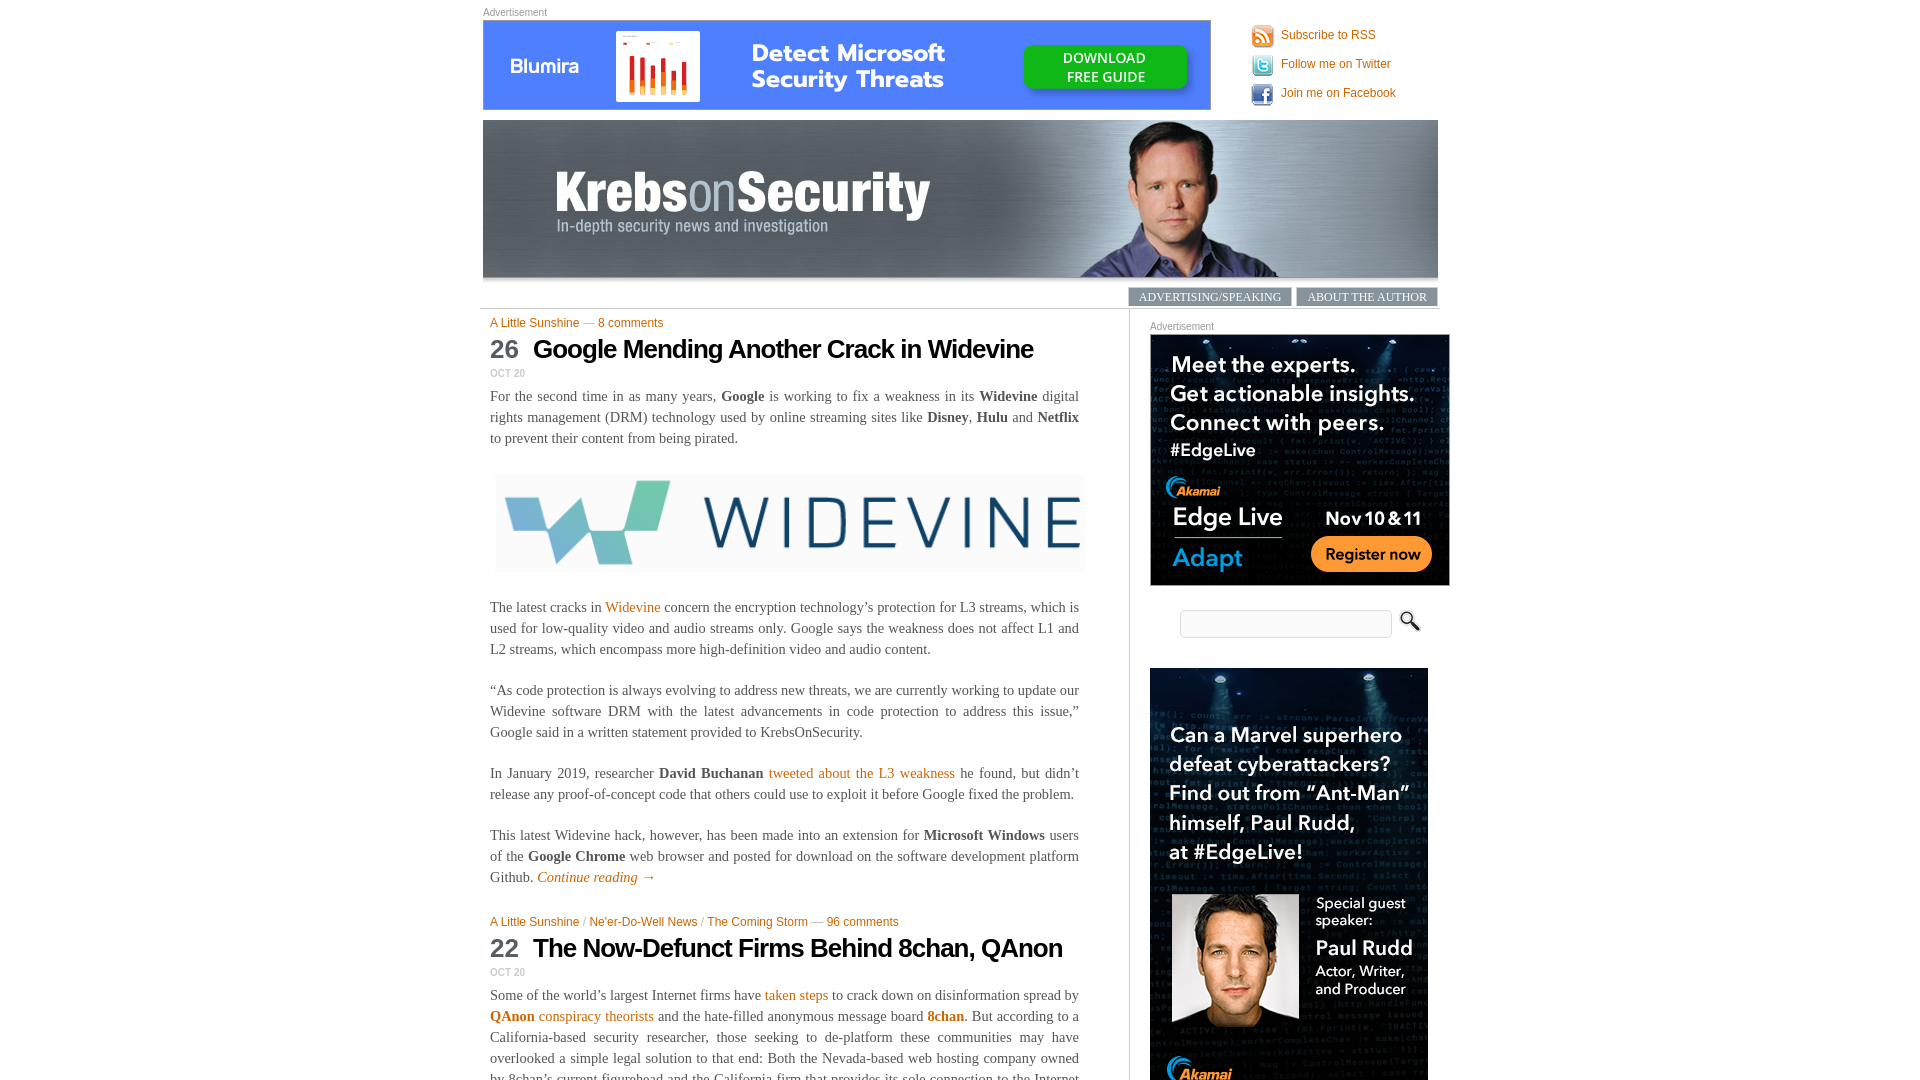 Advertisement
Blumira
Detect Microsoft
Security Threats
DOWNLOAD
FREE GUIDE
Subscribe to RSS
Follow me on Twitter
Join me on Facebook
KrebsonSecurity
In-depth security news and investigation
ADVERTISING/SPEAKING
ABOUT THE AUTHOR
A Little Sunshine — 8 comments
26 Google Mending Another Crack in Widevine
OCT 20
For the second time in as many years, Google is working to fix a weakness in its Widevine digital
rights management (DRM) technology used by online streaming sites like Disney, Hulu and Netflix
to prevent their content from being pirated.
WIDEVINE
The latest cracks in Widevine concern the encryption technology’s protection for L3 streams, which is
used for low-quality video and audio streams only. Google says the weakness does not affect L1 and
L2 streams, which encompass more high-definition video and audio content.
“As code protection is always evolving to address new threats, we are currently working to update our
Widevine software DRM with the latest advancements in code protection to address this issue,”
Google said in a written statement provided to KrebsOnSecurity.
In January 2019, researcher David Buchanan tweeted about the L3 weakness he found, but didn’t
release any proof-of-concept code that others could use to exploit it before Google fixed the problem.
This latest Widevine hack, however, has been made into an extension for Microsoft Windows users
of the Google Chrome web browser and posted for download on the software development platform
Github. Continue reading →
A Little Sunshine / Ne'er-Do-Well News / The Coming Storm — 96 comments
22 The Now-Defunct Firms Behind 8chan, QAnon
OCT 20
Some of the world’s largest Internet firms have taken steps to crack down on disinformation spread by
QAnon conspiracy theorists and the hate-filled anonymous message board 8chan. But according to a
California-based security researcher, those seeking to de-platform these communities may have
overlooked a simple legal solution to that end: Both the Nevada-based web hosting company owned
by 8chan’s current figurehead and the California firm that provides its sole connection to the Internet
Advertisement
Meet the experts.
Get actionable insights.
Connect with peers.
#EdgeLive
Akamai
Edge Live
Adapt
Nov 10 & 11
Register now
Can a Marvel superhero
defeat cyberattackers?
Find out from “Ant-Man”
himself, Paul Rudd,
at #EdgeLive!
Special guest
speaker:
Paul Rudd
Actor, Writer,
and Producer
Akamai